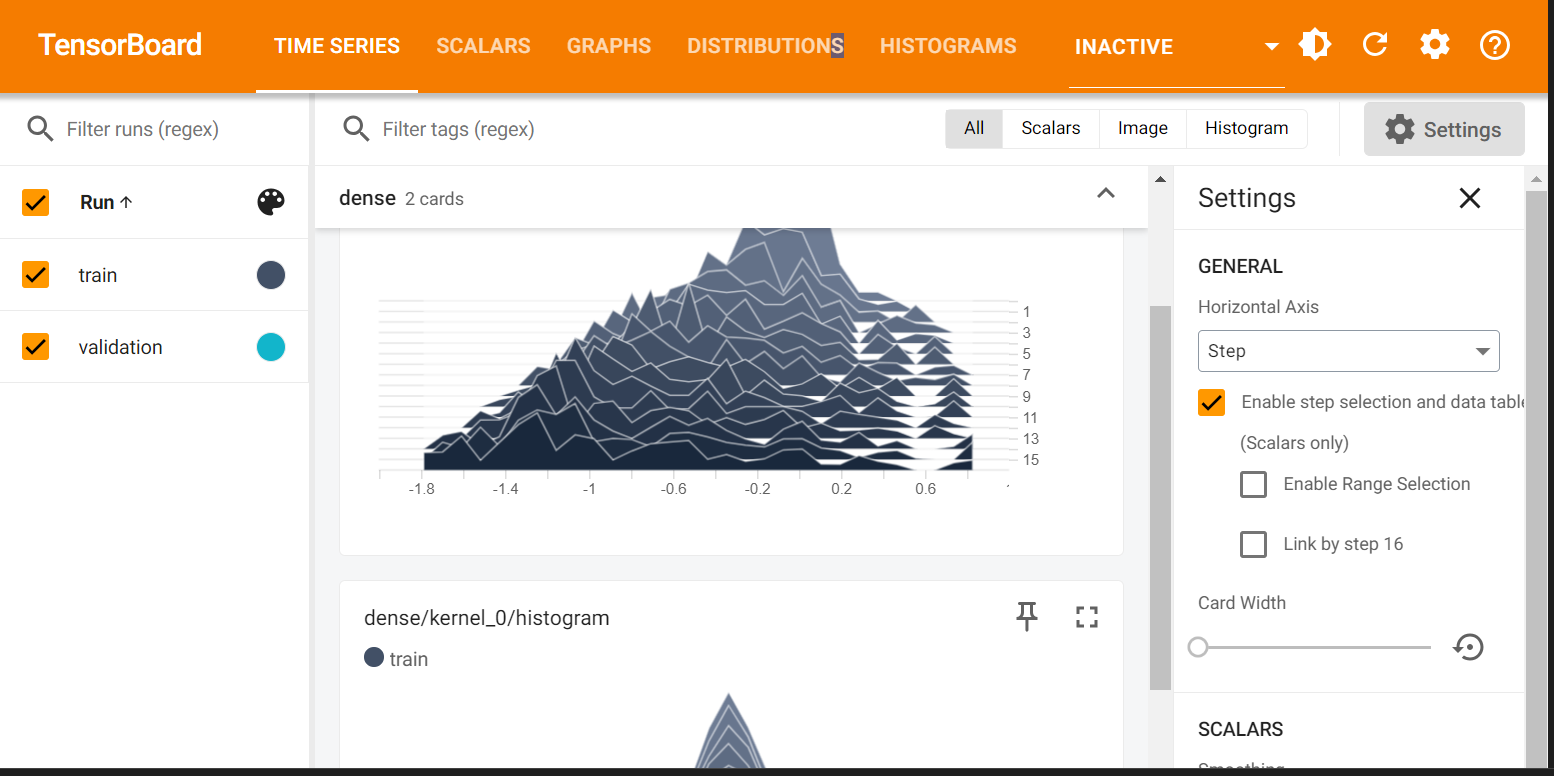 TensorBoard
TIME SERIES SCALARS GRAPHS DISTRIBUTIONS HISTOGRAMS INACTIVE
Filter runs (regex)
Filter tags (regex)
All Scalars Image Histogram
Settings
Run
train
validation
dense 2 cards
1
3
5
7
9
11
13
15
-1.8 -1.4 -1 -0.6 -0.2 0.2 0.6
dense/kernel_0/histogram
train
Settings
GENERAL
Horizontal Axis
Step
Enable step selection and data table
(Scalars only)
Enable Range Selection
Link by step 16
Card Width
SCALARS
Smoothing